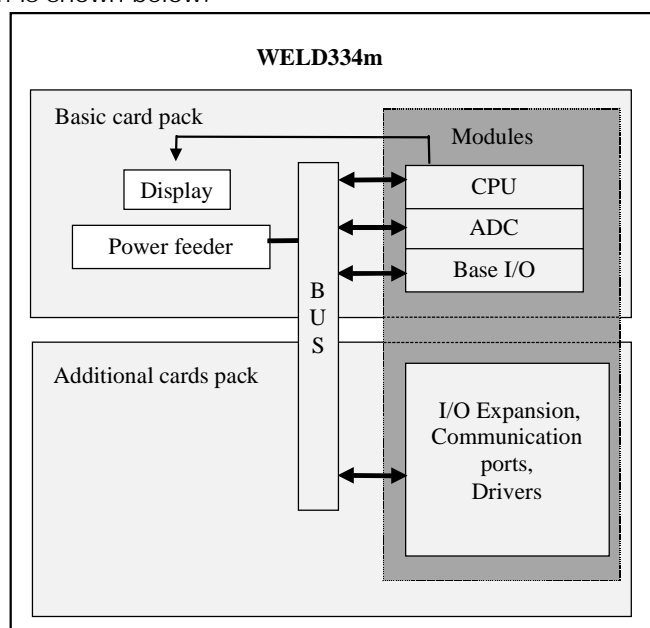 n is shown below.
WELD334m
Basic card pack
Modules
Display
CPU
Power feeder
ADC
Base I/O
B
U
S
Additional cards pack
I/O Expansion,
Communication
ports,
Drivers